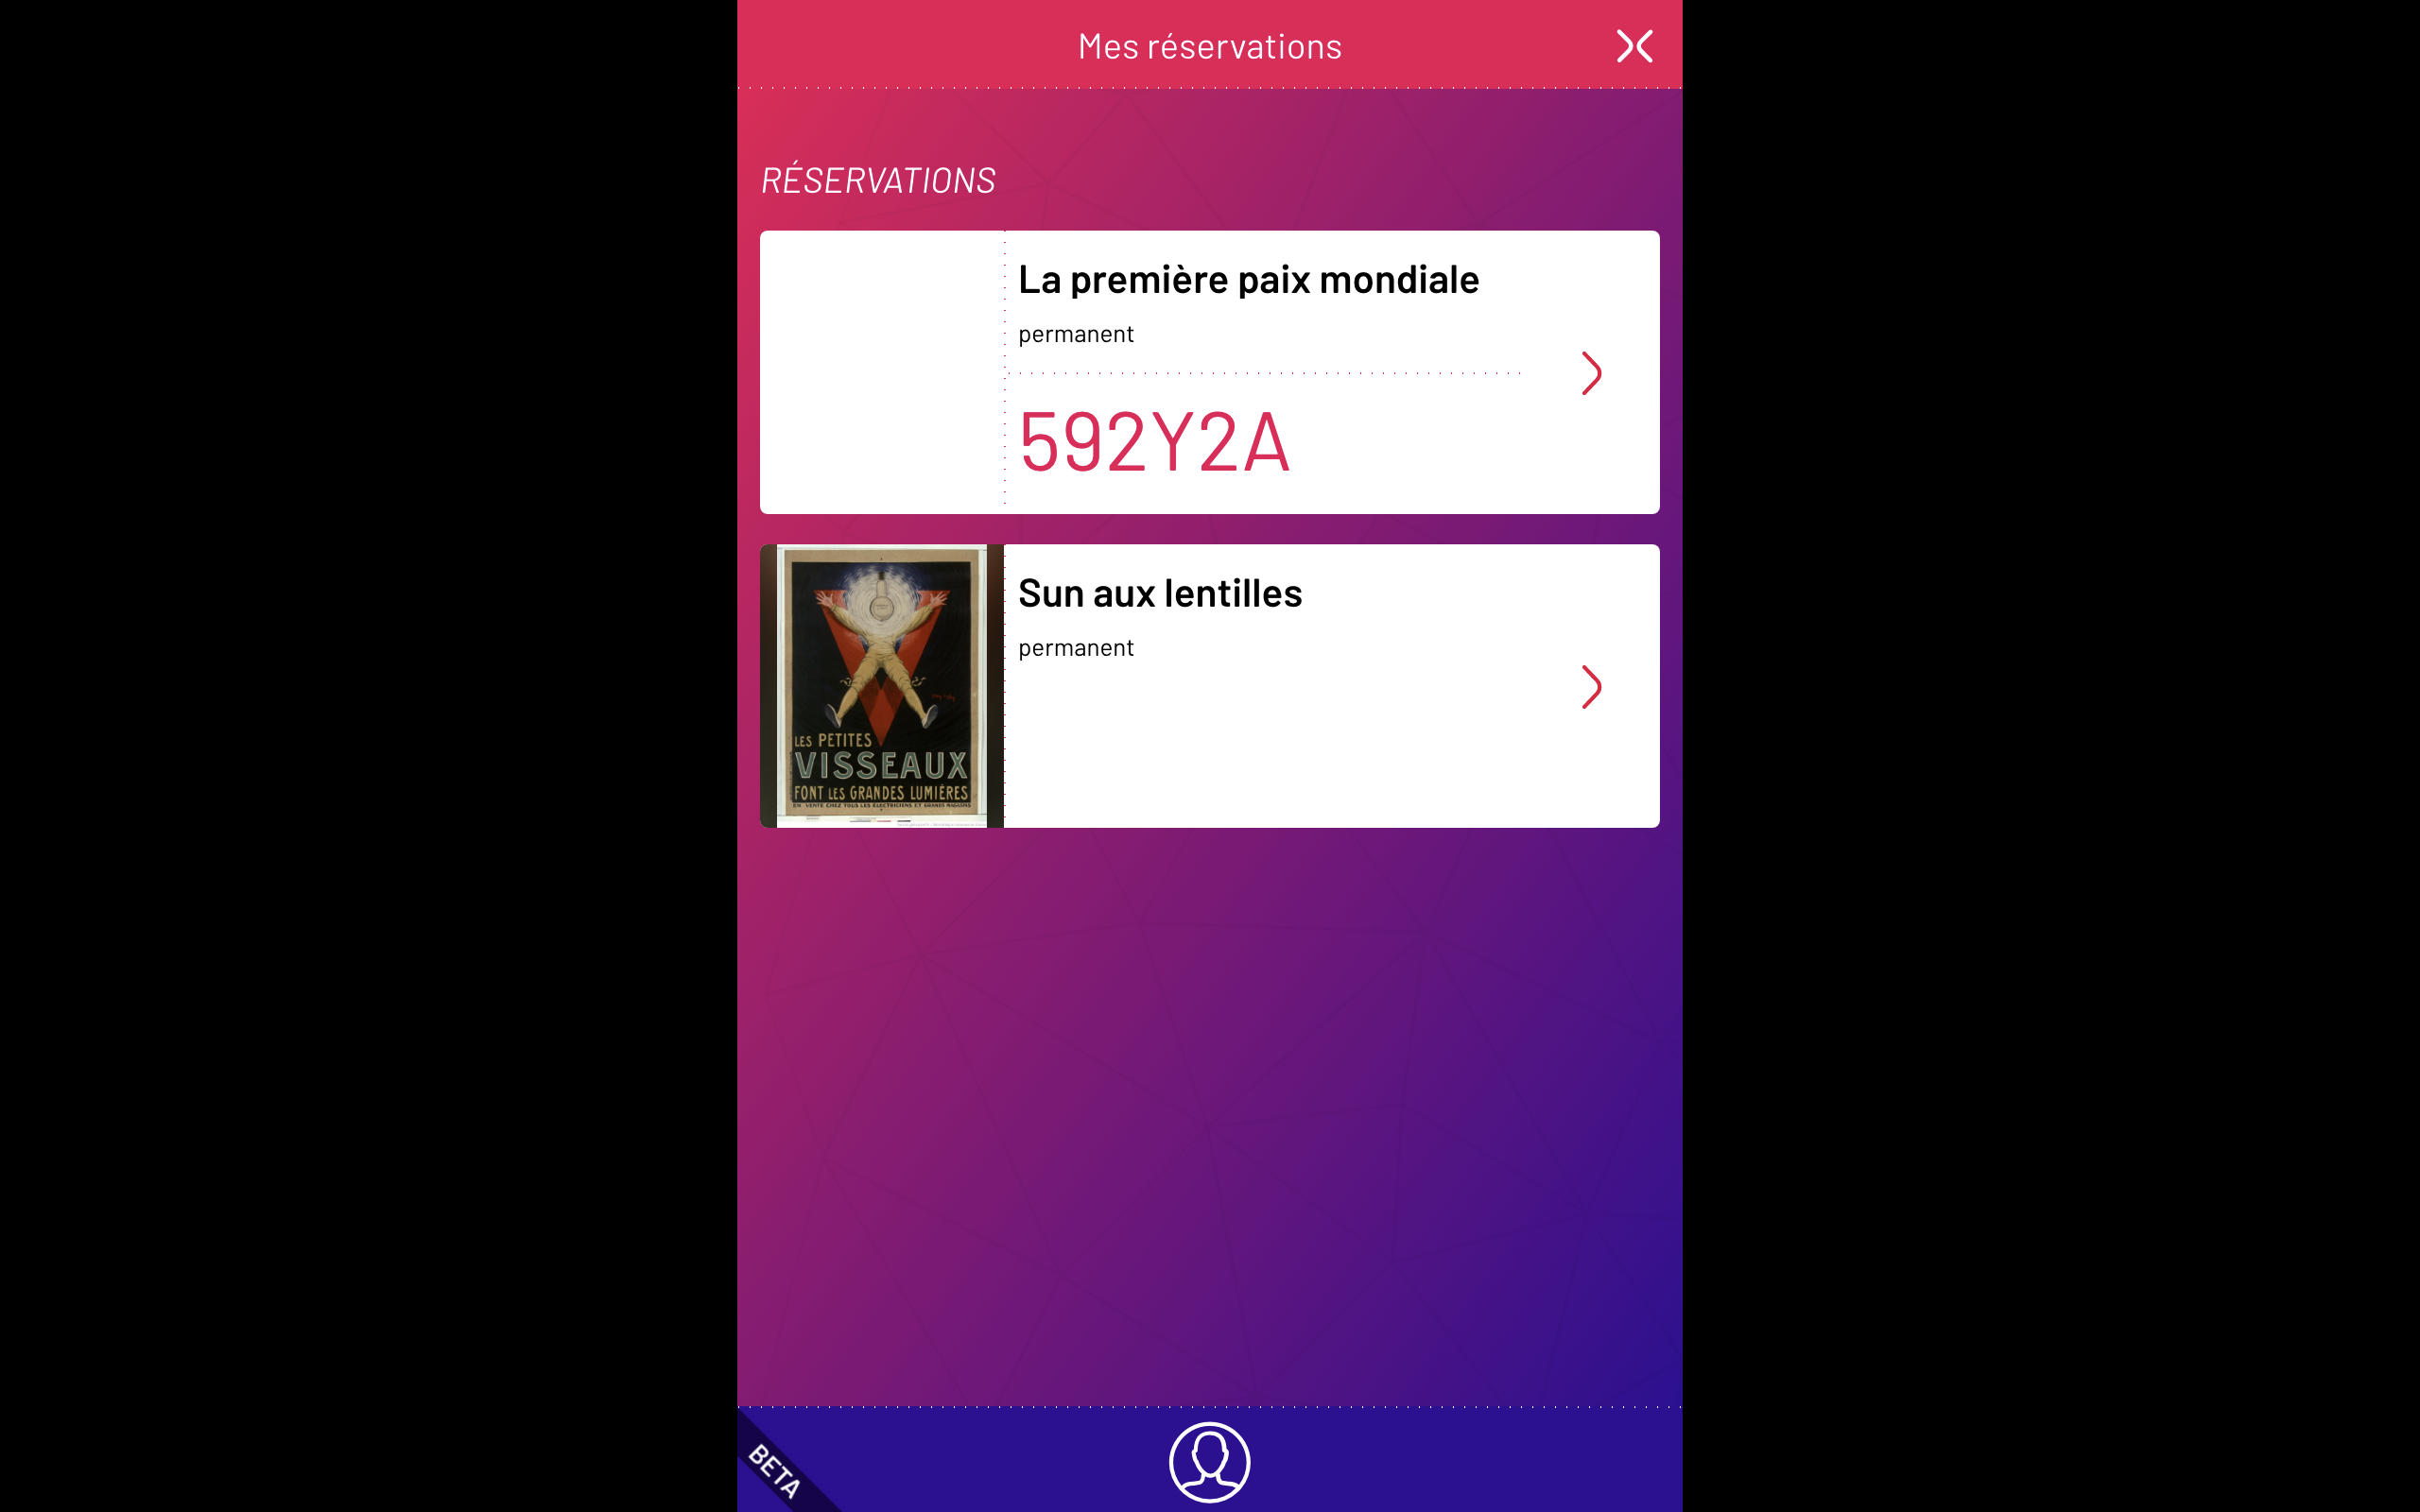 Mes réservations
RÉSERVATIONS
La première paix mondiale
permanent
592Y2A
Sun aux lentilles
permanent
LES PETITES
VISSEAUX
FONT LES GRANDES LUMIÈRES
EN VENTE CHEZ TOUS LES ÉLECTRICIENS ET GRANDS MAGASINS
BETA